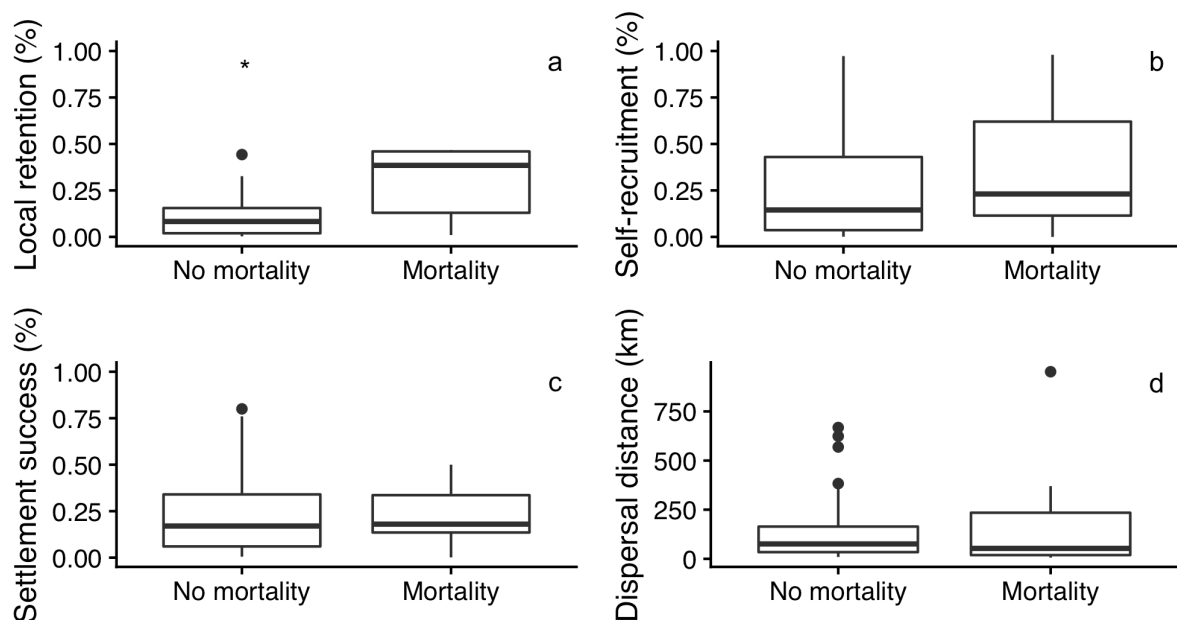 Local retention (%)
1.00
0.75
0.50
0.25
0.00
*
a
No mortality
Mortality
Self-recruitment (%)
1.00
0.75
0.50
0.25
0.00
b
No mortality
Mortality
Settlement success (%)
1.00
0.75
0.50
0.25
0.00
c
No mortality
Mortality
Dispersal distance (km)
750
500
250
0
d
No mortality
Mortality